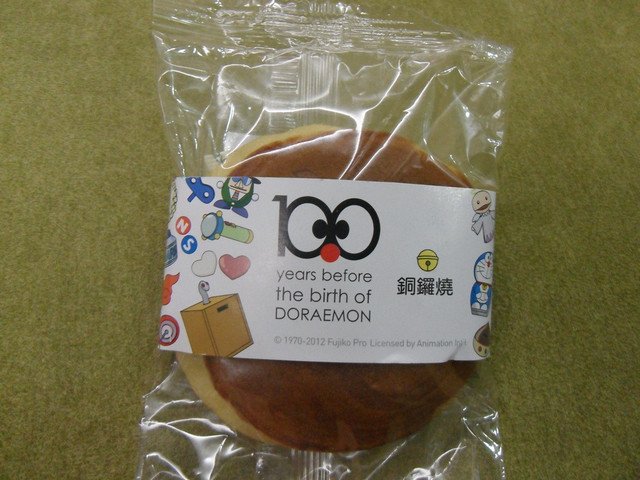 100
years before
the birth of
DORAEMON
銅鑼燒
© 1970-2012 Fujiko Pro Licensed by Animation Int'l
N
S